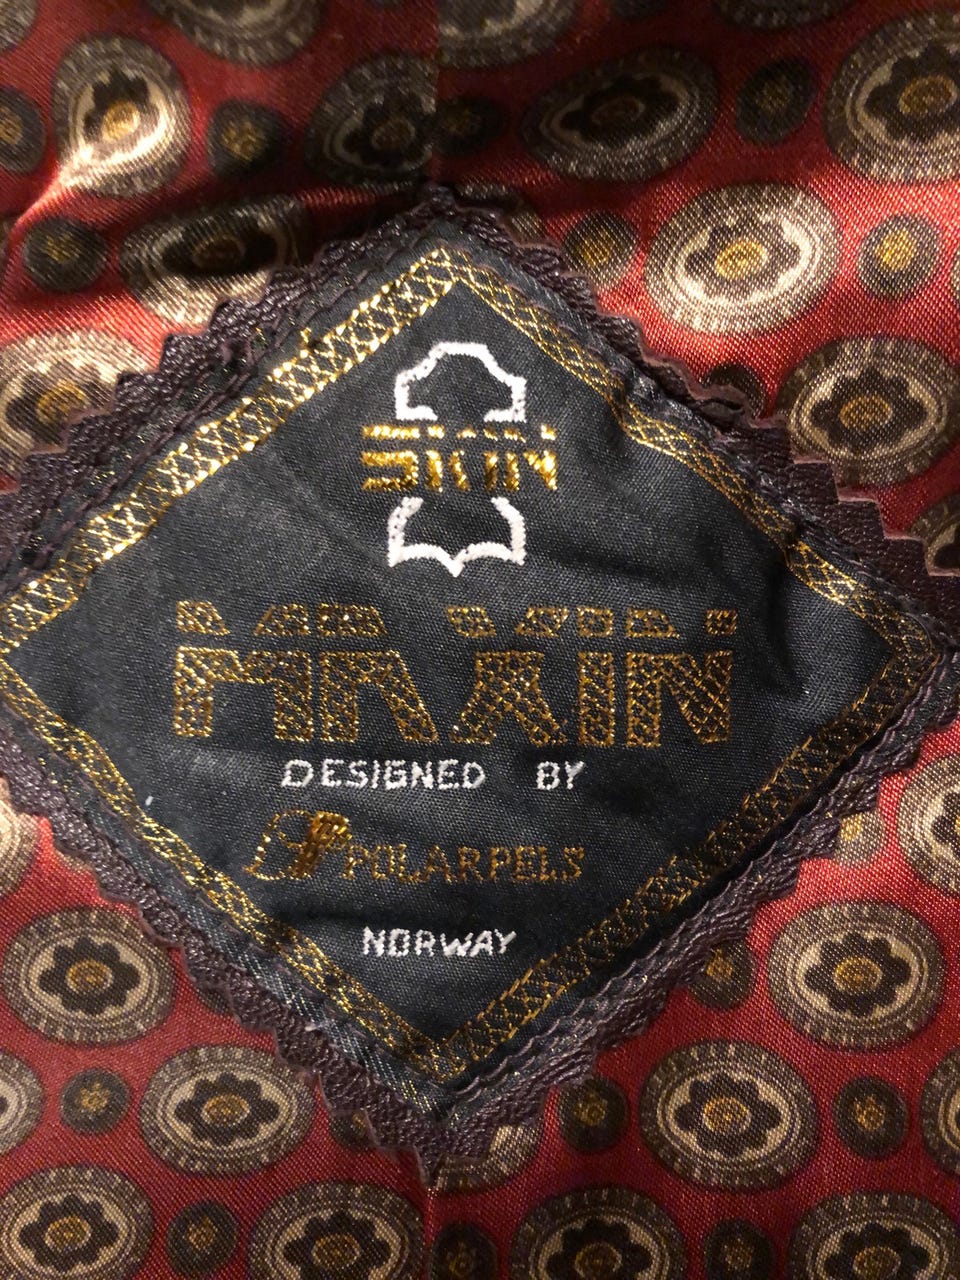 SKIN
MAXIN
DESIGNED BY
P POLARPELS
NORWAY